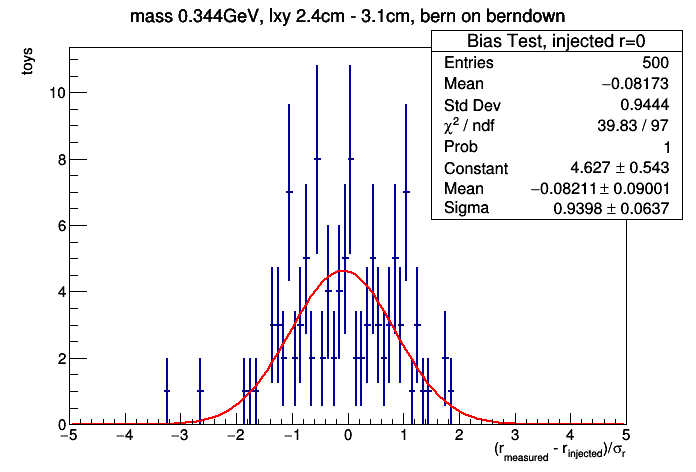 mass 0.344GeV, lxy 2.4cm - 3.1cm, bern on berndown
toys
Bias Test, injected r=0
Entries 500
Mean −0.08173
Std Dev 0.9444
χ² / ndf 39.83 / 97
Prob 1
Constant 4.627 ± 0.543
Mean −0.08211 ± 0.09001
Sigma 0.9398 ± 0.0637
10
8
6
4
2
0
−5 −4 −3 −2 −1 0 1 2 3 4 5
(r_measured - r_injected)/σ_r